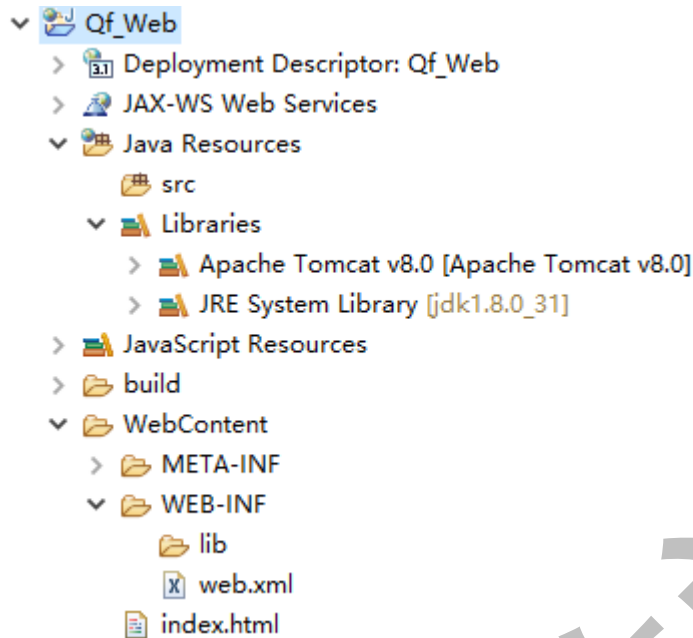 Qf_Web
3.1 Deployment Descriptor: Qf_Web
JAX-WS Web Services
Java Resources
src
Libraries
Apache Tomcat v8.0 [Apache Tomcat v8.0]
JRE System Library [jdk1.8.0_31]
JavaScript Resources
build
WebContent
META-INF
WEB-INF
lib
X web.xml
index.html